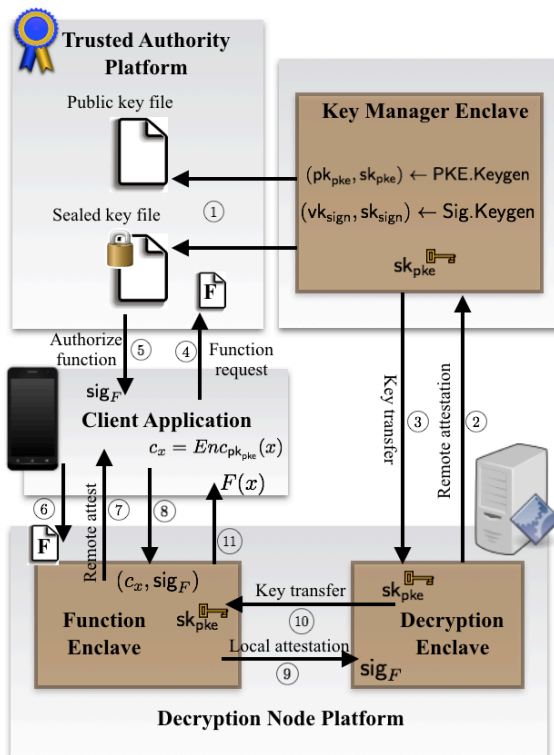 Trusted Authority
Platform
Public key file
①
Sealed key file
F
Key Manager Enclave
(pk_pke, sk_pke) ← PKE.Keygen
(vk_sign, sk_sign) ← Sig.Keygen
sk_pke
Authorize
function
⑤
④
Function
request
sig_F
Client Application
c_x = Enc_pk_pke(x)
F(x)
Key transfer
③
②
Remote attestation
⑥
F
Remote attest
⑦
⑧
⑪
(c_x, sig_F)
sk_pke
Function
Enclave
Key transfer
⑩
Local attestation
⑨
sk_pke
Decryption
Enclave
sig_F
Decryption Node Platform